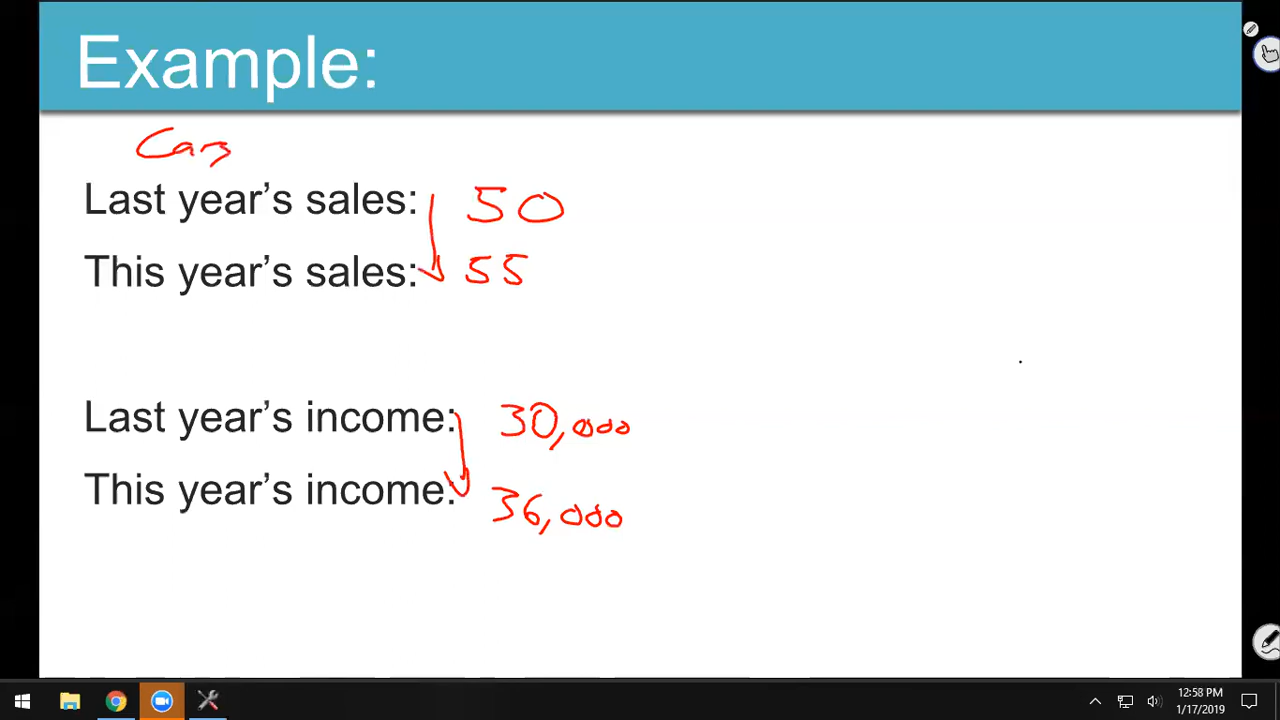 Example:
Cars
Last year's sales: 50
This year's sales: 55
Last year's income: 30,000
This year's income: 36,000
12:58 PM
1/17/2019